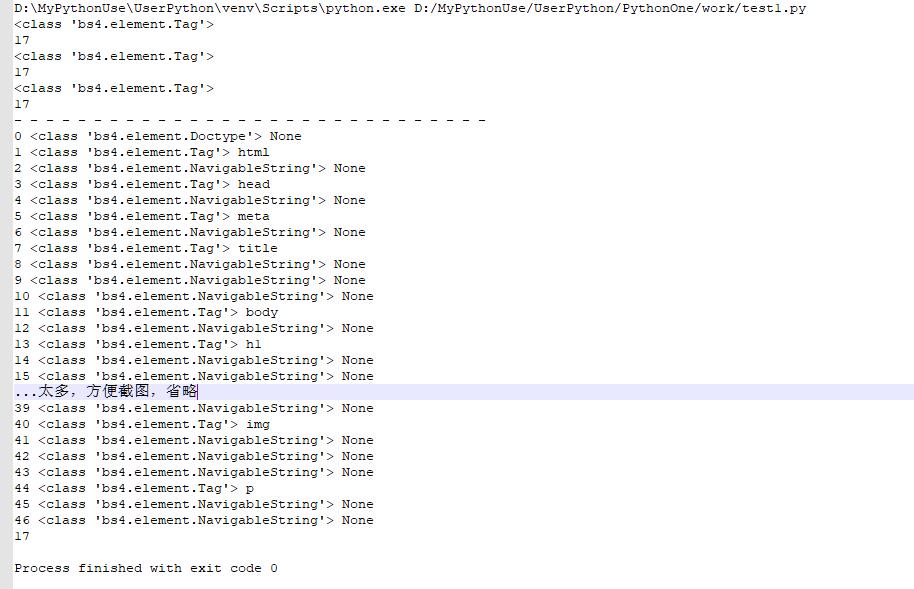 D:\MyPythonUse\UserPython\venv\Scripts\python.exe D:/MyPythonUse/UserPython/PythonOne/work/test1.py
<class 'bs4.element.Tag'>
17
<class 'bs4.element.Tag'>
17
<class 'bs4.element.Tag'>
17
- - - - - - - - - - - - - - - - - - - - - - - - - - - - - -
0 <class 'bs4.element.Doctype'> None
1 <class 'bs4.element.Tag'> html
2 <class 'bs4.element.NavigableString'> None
3 <class 'bs4.element.Tag'> head
4 <class 'bs4.element.NavigableString'> None
5 <class 'bs4.element.Tag'> meta
6 <class 'bs4.element.NavigableString'> None
7 <class 'bs4.element.Tag'> title
8 <class 'bs4.element.NavigableString'> None
9 <class 'bs4.element.NavigableString'> None
10 <class 'bs4.element.NavigableString'> None
11 <class 'bs4.element.Tag'> body
12 <class 'bs4.element.NavigableString'> None
13 <class 'bs4.element.Tag'> h1
14 <class 'bs4.element.NavigableString'> None
15 <class 'bs4.element.NavigableString'> None
...太多，方便截图，省略
39 <class 'bs4.element.NavigableString'> None
40 <class 'bs4.element.Tag'> img
41 <class 'bs4.element.NavigableString'> None
42 <class 'bs4.element.NavigableString'> None
43 <class 'bs4.element.NavigableString'> None
44 <class 'bs4.element.Tag'> p
45 <class 'bs4.element.NavigableString'> None
46 <class 'bs4.element.NavigableString'> None
17
Process finished with exit code 0